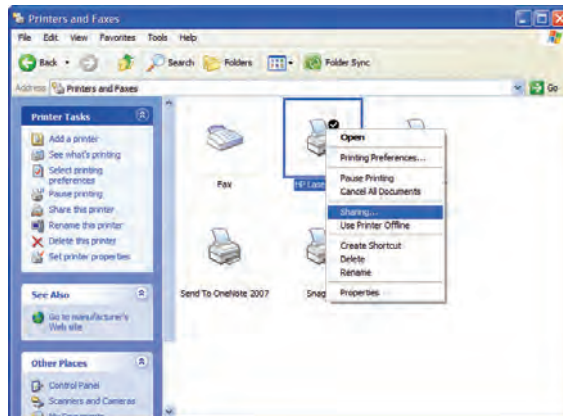 Printers and Faxes
File Edit View Favorites Tools Help
Back Search Folders Folder Sync
Address Printers and Faxes Go
Printer Tasks
Add a printer
See what's printing
Select printing
preferences
Pause printing
Share this printer
Rename this printer
Delete this printer
Set printer properties
See Also
Go to manufacturer's
Web site
Other Places
Control Panel
Scanners and Cameras
Fax
HP
Send To OneNote 2007
Open
Printing Preferences...
Pause Printing
Cancel All Documents
Sharing...
Use Printer Offline
Create Shortcut
Delete
Rename
Properties